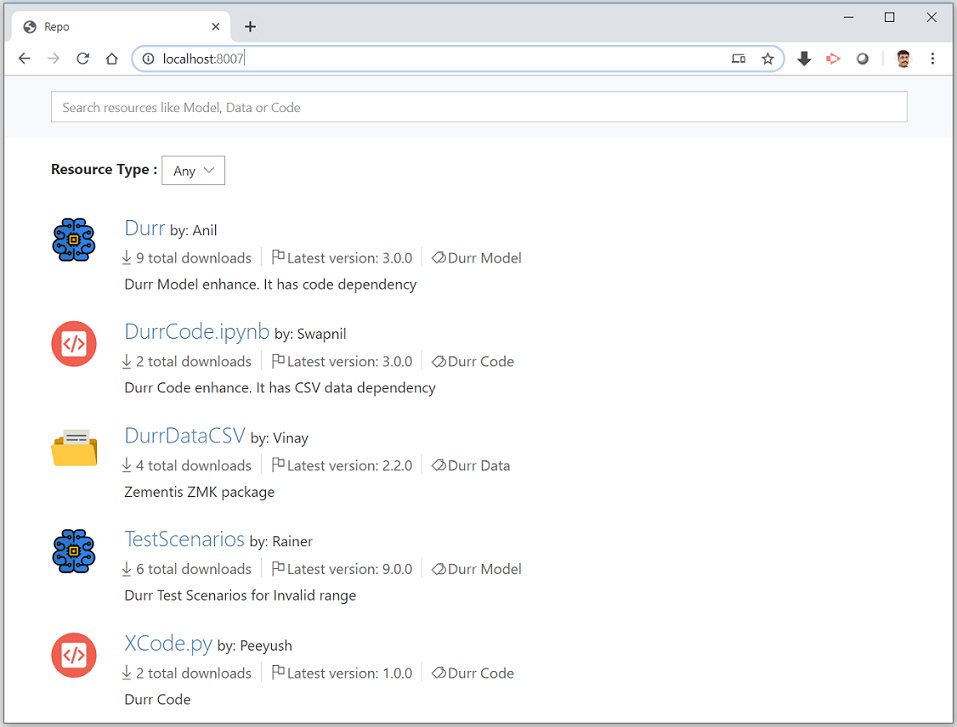 Repo
localhost:8007
Search resources like Model, Data or Code
Resource Type : Any
Durr by: Anil
9 total downloads Latest version: 3.0.0 Durr Model
Durr Model enhance. It has code dependency
DurrCode.ipynb by: Swapnil
2 total downloads Latest version: 3.0.0 Durr Code
Durr Code enhance. It has CSV data dependency
DurrDataCSV by: Vinay
4 total downloads Latest version: 2.2.0 Durr Data
Zementis ZMK package
TestScenarios by: Rainer
6 total downloads Latest version: 9.0.0 Durr Model
Durr Test Scenarios for Invalid range
XCode.py by: Peeyush
2 total downloads Latest version: 1.0.0 Durr Code
Durr Code